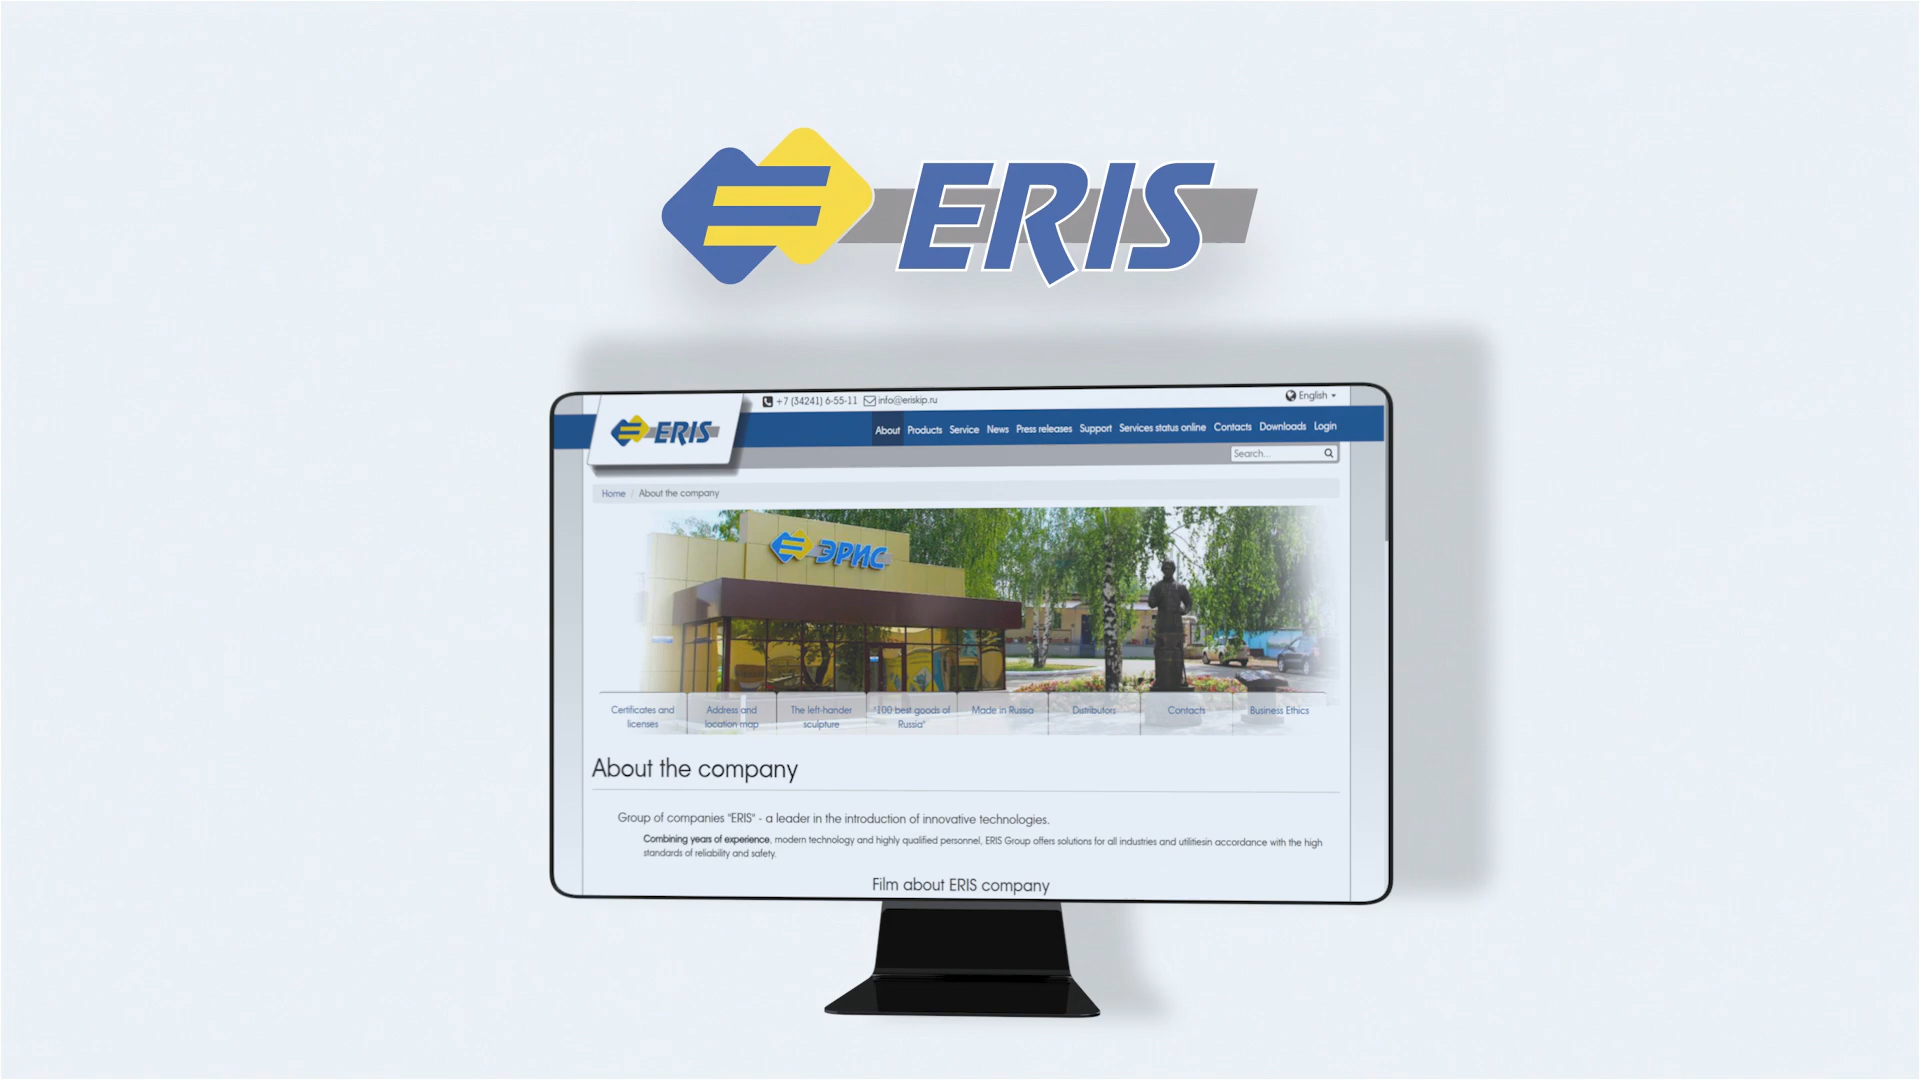 ERIS
+7 (34241) 6-55-11 info@eriskip.ru
English
ERIS
About Products Service News Press releases Support Services status online Contacts Downloads Login
Search...
Home / About the company
ЭРИС
Certificates and licenses
Address and location map
The left-hander sculpture
"100 best goods of Russia"
Made in Russia
Distributors
Contacts
Business Ethics
About the company
Group of companies "ERIS" - a leader in the introduction of innovative technologies.
Combining years of experience, modern technology and highly qualified personnel, ERIS Group offers solutions for all industries and utilitiesin accordance with the high
standards of reliability and safety.
Film about ERIS company